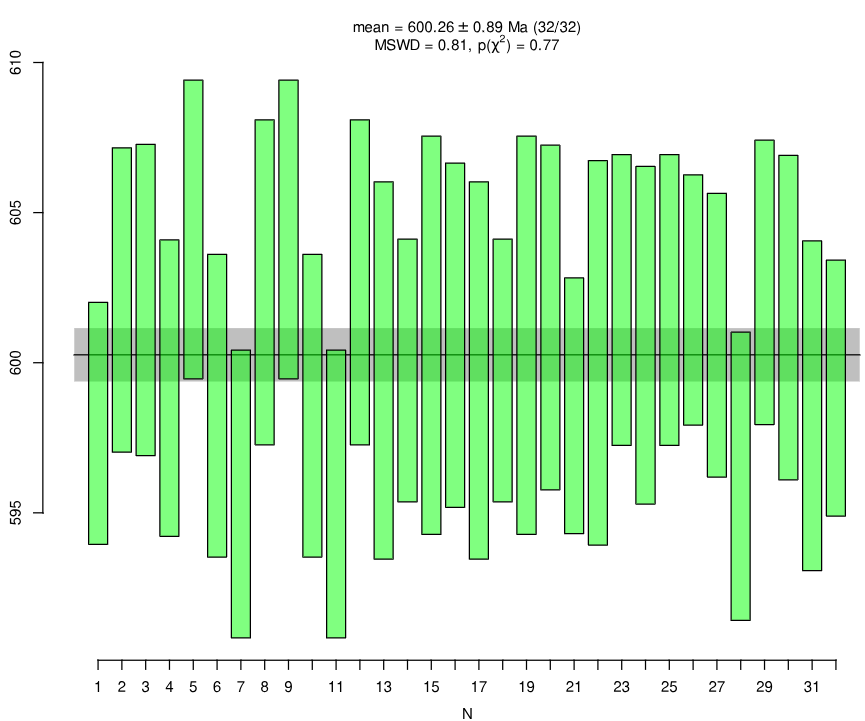 mean = 600.26 ± 0.89 Ma (32/32)
MSWD = 0.81, p(χ²) = 0.77
610
605
600
595
1 2 3 4 5 6 7 8 9 11 13 15 17 19 21 23 25 27 29 31
N